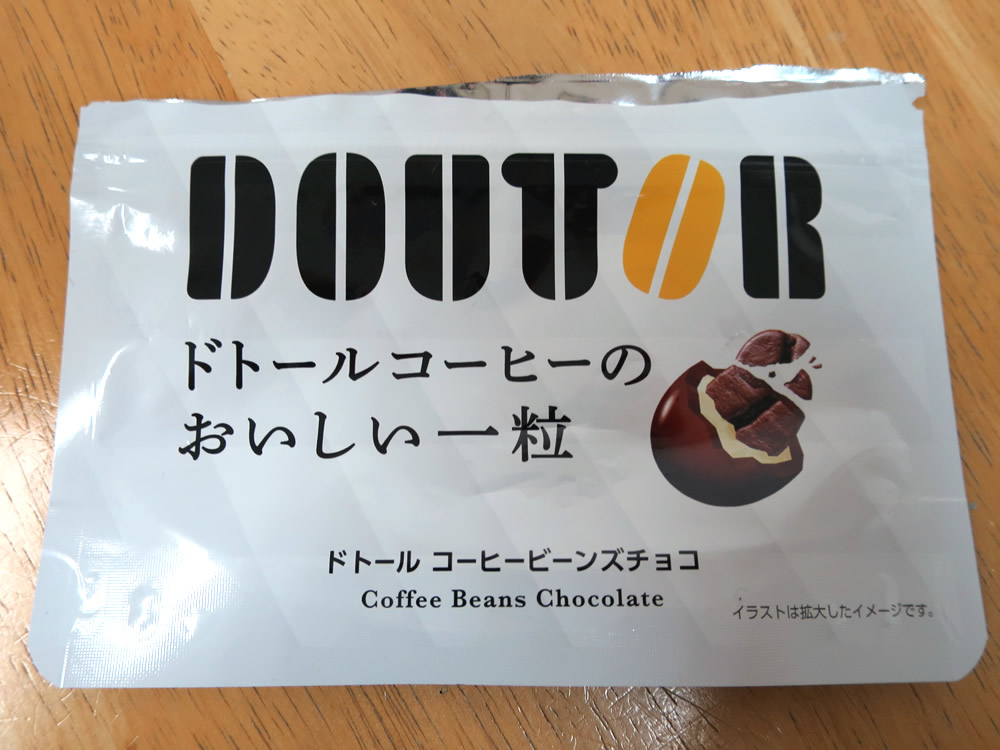 DOUTOR
ドトールコーヒーの
おいしい一粒
ドトール コーヒービーンズチョコ
Coffee Beans Chocolate
イラストは拡大したイメージです。